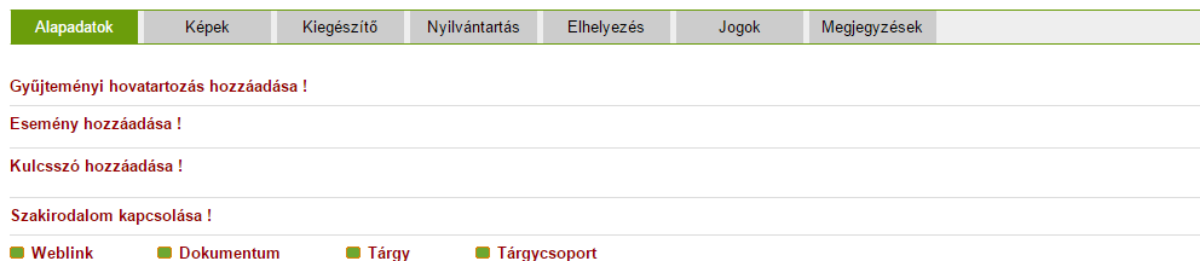 Alapadatok Képek Kiegészítő Nyilvántartás Elhelyezés Jogok Megjegyzések
Gyűjteményi hovatartozás hozzáadása !
Esemény hozzáadása !
Kulcsszó hozzáadása !
Szakirodalom kapcsolása !
Weblink Dokumentum Tárgy Tárgycsoport